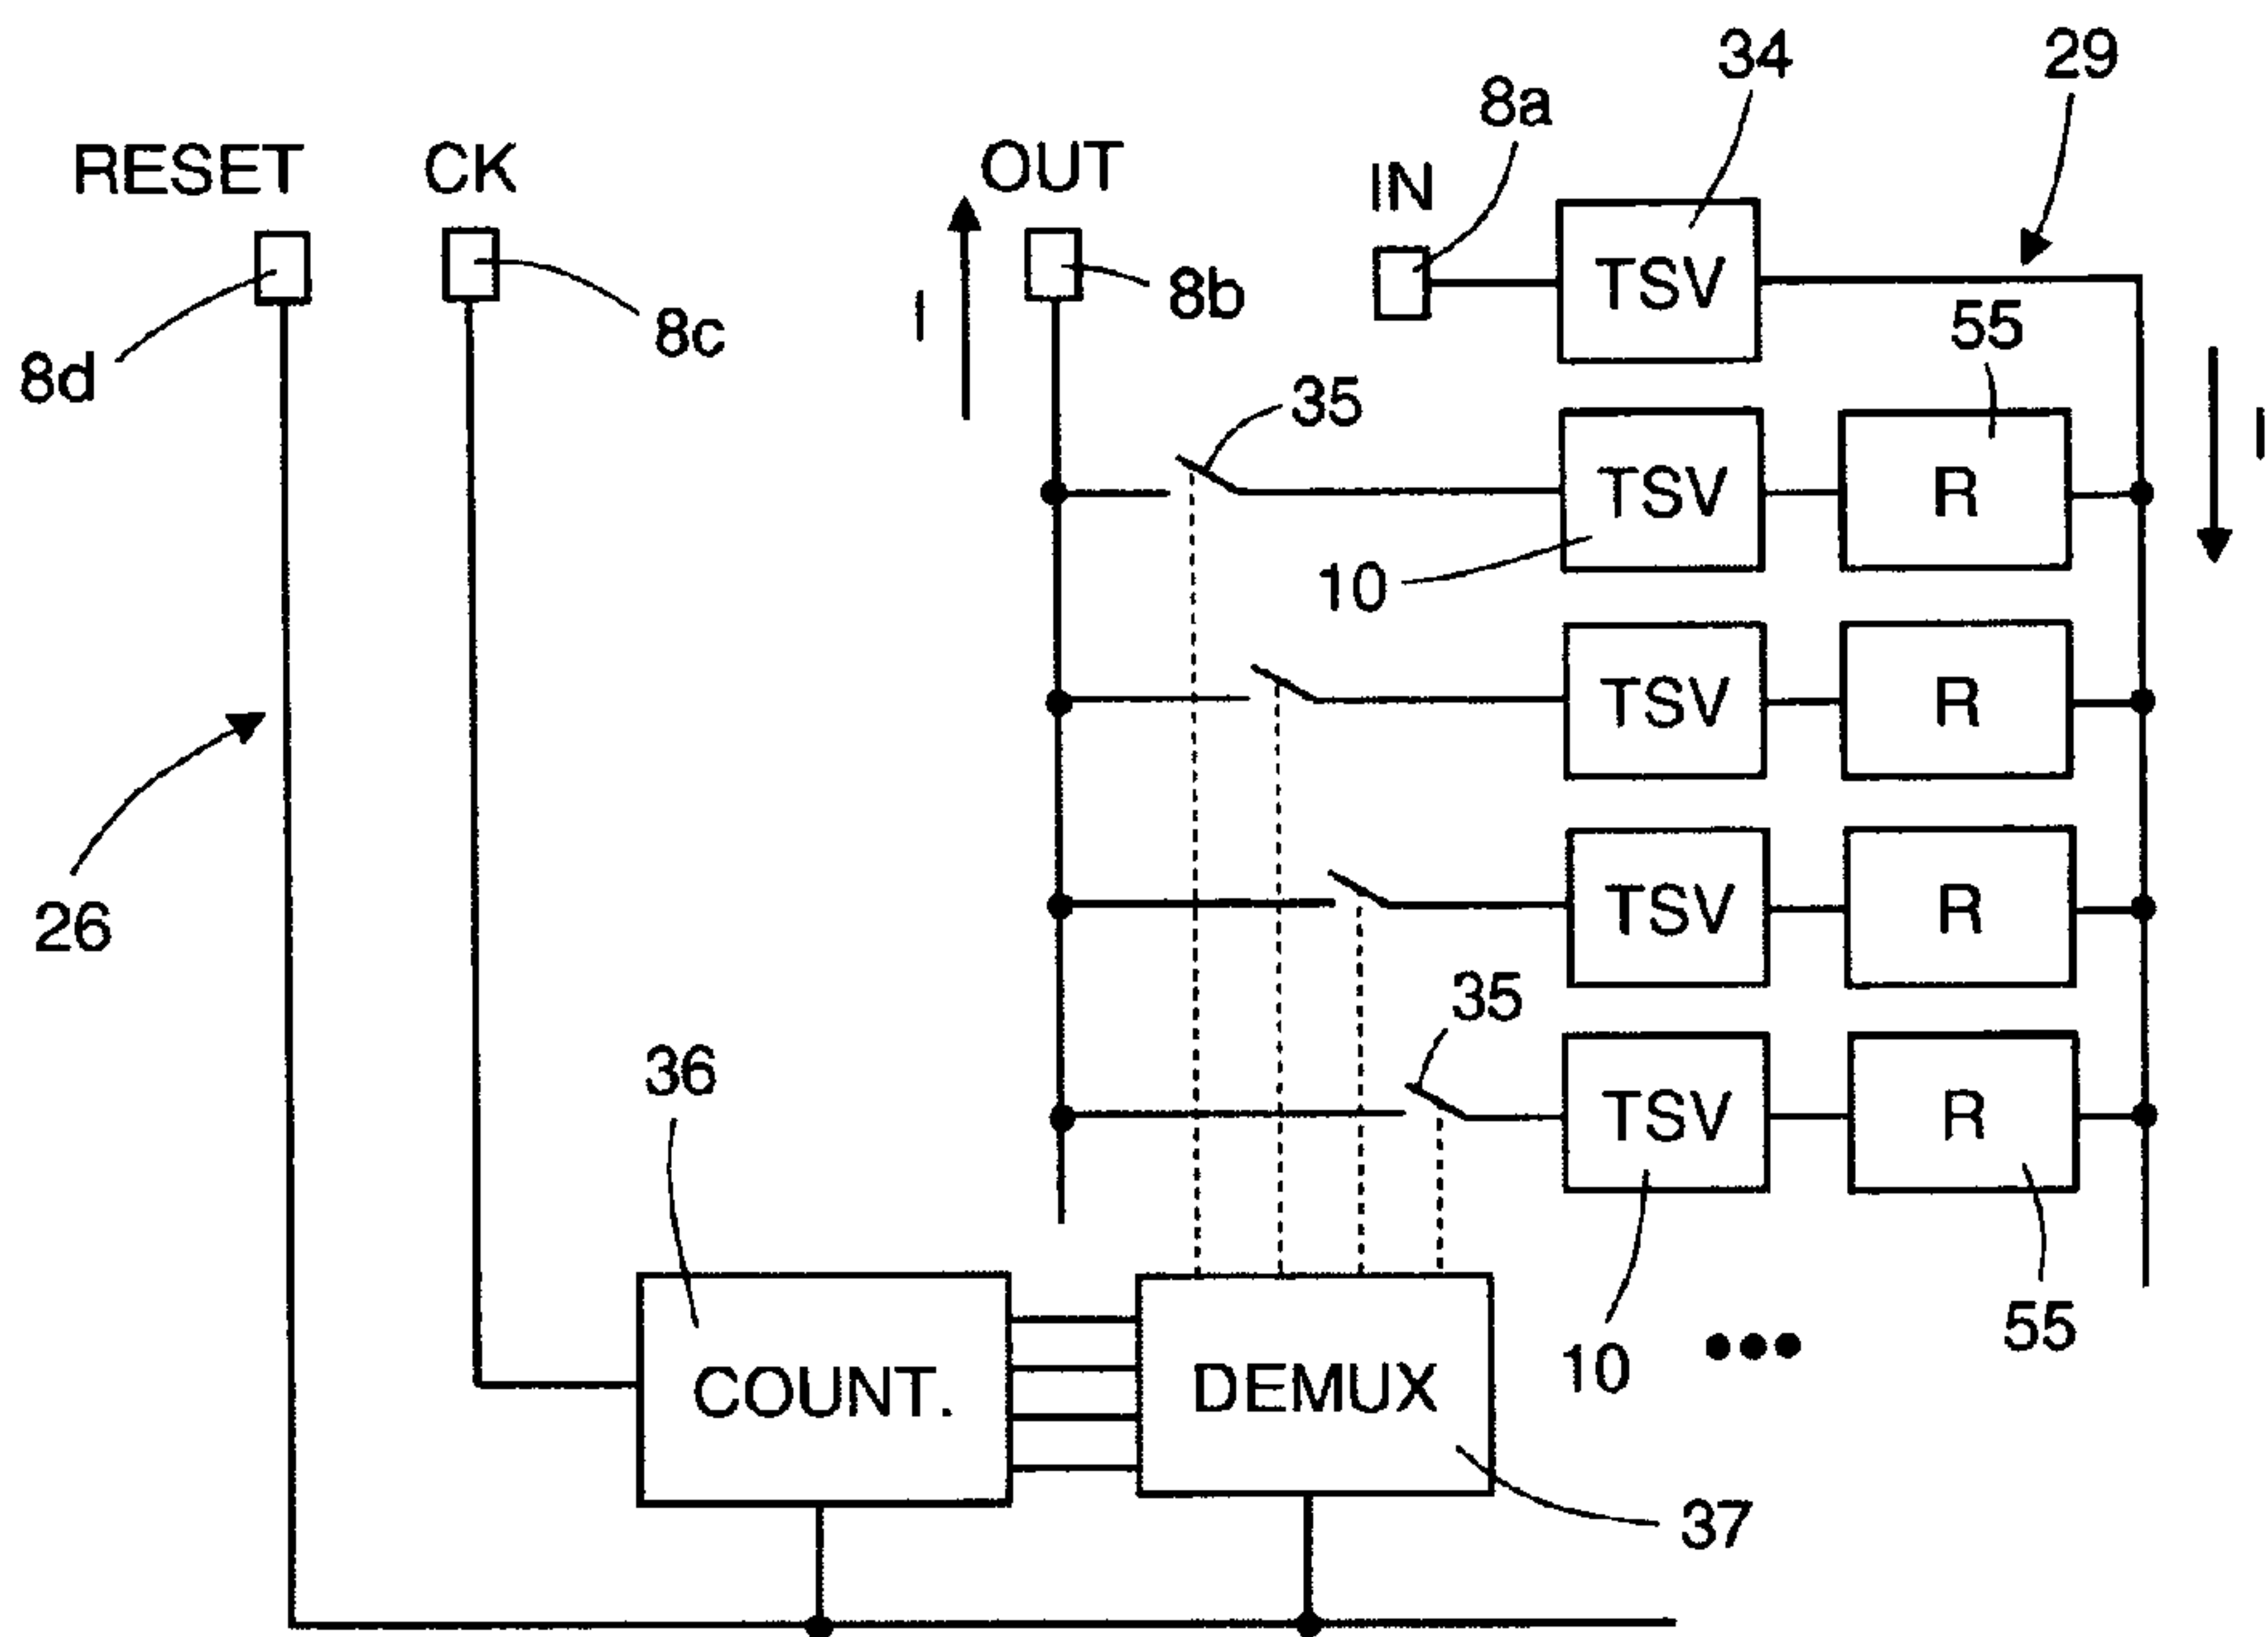 34
29
8a
RESET
CK
OUT
IN
TSV
8b
I
8c
55
8d
35
I
TSV
R
10
TSV
R
26
TSV
R
35
36
TSV
R
COUNT.
DEMUX
10
•••
55
37